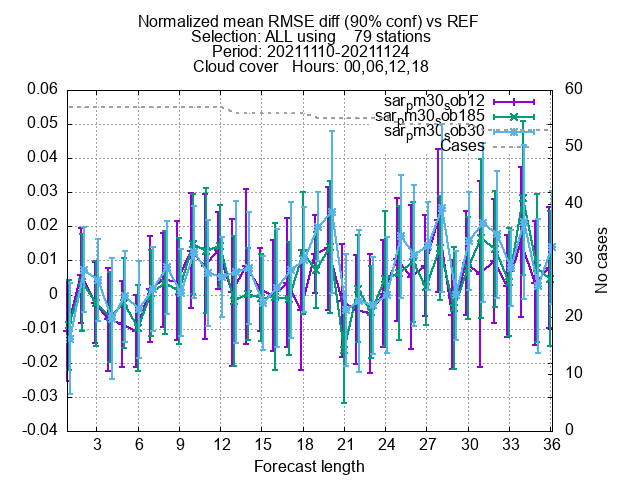 Normalized mean RMSE diff (90% conf) vs REF
Selection: ALL using 79 stations
Period: 20211110-20211124
Cloud cover Hours: 00,06,12,18
0.06 60
sar_pm30_sob12
0.05 sar_pm30_sob185
sar_pm30_sob30
0.04 Cases 50
0.03
0.02 40
0.01 30
0
-0.01 20
-0.02
-0.03 10
-0.04 0
No cases
3 6 9 12 15 18 21 24 27 30 33 36
Forecast length